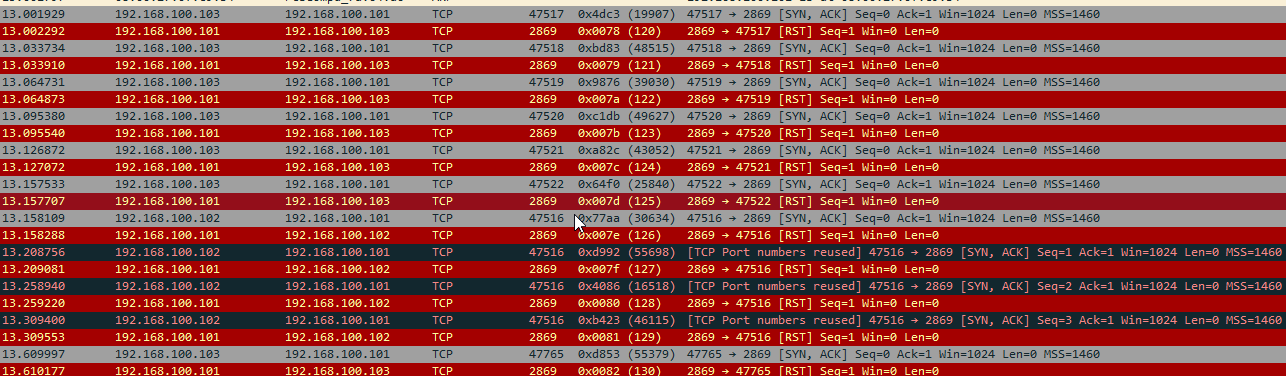 13.001929 192.168.100.103 192.168.100.101 TCP 47517 0x4dc3 (19907) 47517 → 2869 [SYN, ACK] Seq=0 Ack=1 Win=1024 Len=0 MSS=1460
13.002292 192.168.100.101 192.168.100.103 TCP 2869 0x0078 (120) 2869 → 47517 [RST] Seq=1 Win=0 Len=0
13.033734 192.168.100.103 192.168.100.101 TCP 47518 0xbd83 (48515) 47518 → 2869 [SYN, ACK] Seq=0 Ack=1 Win=1024 Len=0 MSS=1460
13.033910 192.168.100.101 192.168.100.103 TCP 2869 0x0079 (121) 2869 → 47518 [RST] Seq=1 Win=0 Len=0
13.064731 192.168.100.103 192.168.100.101 TCP 47519 0x9876 (39030) 47519 → 2869 [SYN, ACK] Seq=0 Ack=1 Win=1024 Len=0 MSS=1460
13.064873 192.168.100.101 192.168.100.103 TCP 2869 0x007a (122) 2869 → 47519 [RST] Seq=1 Win=0 Len=0
13.095380 192.168.100.103 192.168.100.101 TCP 47520 0xc1db (49627) 47520 → 2869 [SYN, ACK] Seq=0 Ack=1 Win=1024 Len=0 MSS=1460
13.095540 192.168.100.101 192.168.100.103 TCP 2869 0x007b (123) 2869 → 47520 [RST] Seq=1 Win=0 Len=0
13.126872 192.168.100.103 192.168.100.101 TCP 47521 0xa82c (43052) 47521 → 2869 [SYN, ACK] Seq=0 Ack=1 Win=1024 Len=0 MSS=1460
13.127072 192.168.100.101 192.168.100.103 TCP 2869 0x007c (124) 2869 → 47521 [RST] Seq=1 Win=0 Len=0
13.157533 192.168.100.103 192.168.100.101 TCP 47522 0x64f0 (25840) 47522 → 2869 [SYN, ACK] Seq=0 Ack=1 Win=1024 Len=0 MSS=1460
13.157707 192.168.100.101 192.168.100.103 TCP 2869 0x007d (125) 2869 → 47522 [RST] Seq=1 Win=0 Len=0
13.158109 192.168.100.102 192.168.100.101 TCP 47516 0x77aa (30634) 47516 → 2869 [SYN, ACK] Seq=0 Ack=1 Win=1024 Len=0 MSS=1460
13.158288 192.168.100.101 192.168.100.102 TCP 2869 0x007e (126) 2869 → 47516 [RST] Seq=1 Win=0 Len=0
13.208756 192.168.100.102 192.168.100.101 TCP 47516 0xd992 (55698) [TCP Port numbers reused] 47516 → 2869 [SYN, ACK] Seq=1 Ack=1 Win=1024 Len=0 MSS=1460
13.209081 192.168.100.101 192.168.100.102 TCP 2869 0x007f (127) 2869 → 47516 [RST] Seq=1 Win=0 Len=0
13.258940 192.168.100.102 192.168.100.101 TCP 47516 0x4086 (16518) [TCP Port numbers reused] 47516 → 2869 [SYN, ACK] Seq=2 Ack=1 Win=1024 Len=0 MSS=1460
13.259220 192.168.100.101 192.168.100.102 TCP 2869 0x0080 (128) 2869 → 47516 [RST] Seq=1 Win=0 Len=0
13.309400 192.168.100.102 192.168.100.101 TCP 47516 0xb423 (46115) [TCP Port numbers reused] 47516 → 2869 [SYN, ACK] Seq=3 Ack=1 Win=1024 Len=0 MSS=1460
13.309553 192.168.100.101 192.168.100.102 TCP 2869 0x0081 (129) 2869 → 47516 [RST] Seq=1 Win=0 Len=0
13.609997 192.168.100.103 192.168.100.101 TCP 47765 0xd853 (55379) 47765 → 2869 [SYN, ACK] Seq=0 Ack=1 Win=1024 Len=0 MSS=1460
13.610177 192.168.100.101 192.168.100.103 TCP 2869 0x0082 (130) 2869 → 47765 [RST] Seq=1 Win=0 Len=0